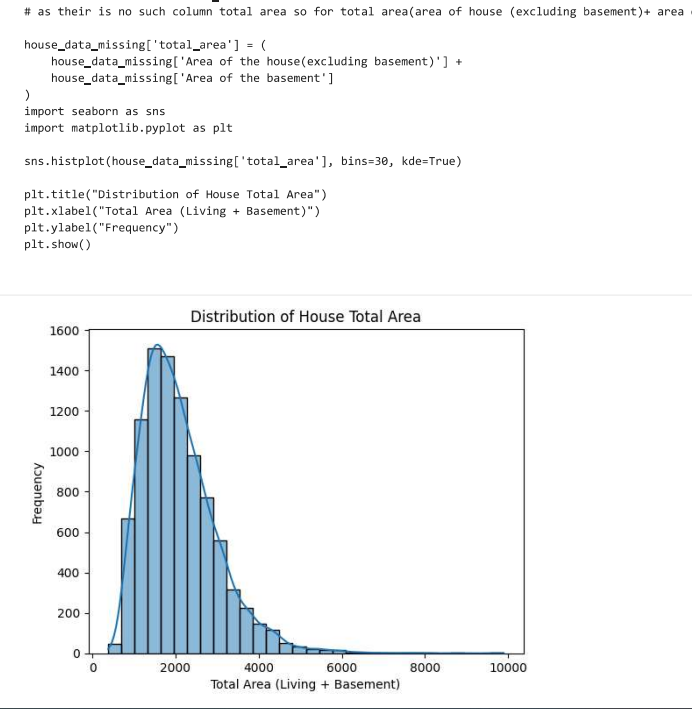 # as their is no such column total area so for total area(area of house (excluding basement)+ area
house_data_missing['total_area'] = (
    house_data_missing['Area of the house(excluding basement)'] +
    house_data_missing['Area of the basement']
)
import seaborn as sns
import matplotlib.pyplot as plt
sns.histplot(house_data_missing['total_area'], bins=30, kde=True)
plt.title("Distribution of House Total Area")
plt.xlabel("Total Area (Living + Basement)")
plt.ylabel("Frequency")
plt.show()
Distribution of House Total Area
1600
1400
1200
1000
800
600
400
200
0
Frequency
0 2000 4000 6000 8000 10000
Total Area (Living + Basement)